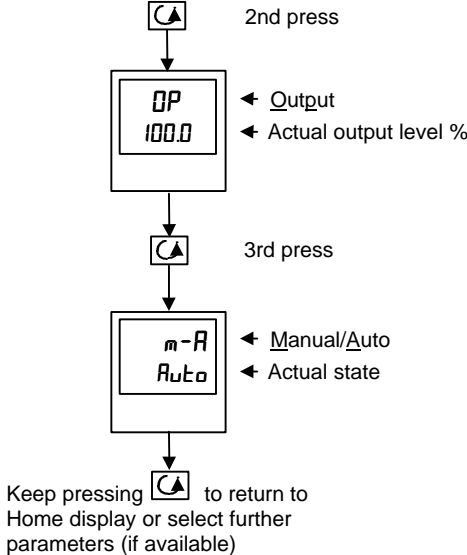 2nd press
OP
Output
100.0
Actual output level %
3rd press
m-A
Manual/Auto
Auto
Actual state
Keep pressing to return to
Home display or select further
parameters (if available)